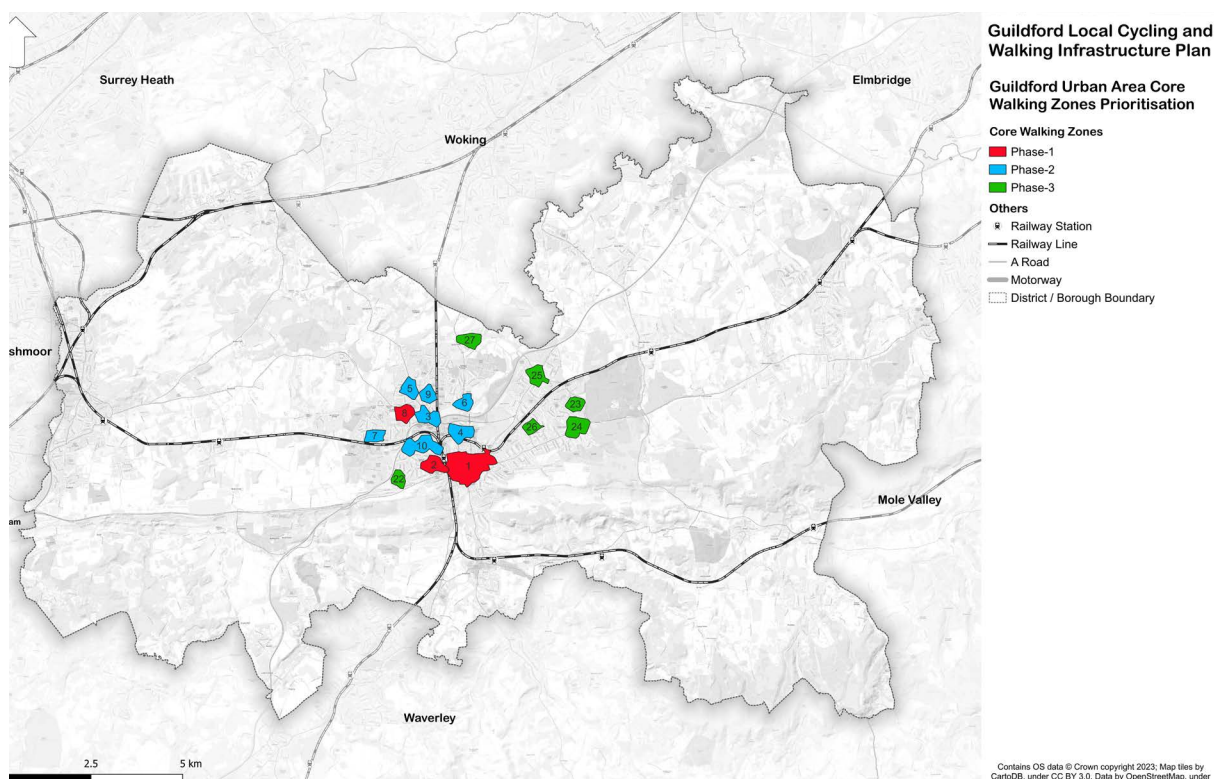 Guildford Local Cycling and
Walking Infrastructure Plan
Guildford Urban Area Core
Walking Zones Prioritisation
Core Walking Zones
Phase-1
Phase-2
Phase-3
Others
Railway Station
Railway Line
A Road
Motorway
District / Borough Boundary
Surrey Heath
Elmbridge
Woking
shmoor
27
25
5
9
6
23
8
3
26
24
7
4
10
2
1
22
Mole Valley
am
Waverley
2.5
5 km
Contains OS data © Crown copyright 2023; Map tiles by
CartoDB, under CC BY 3.0. Data by OpenStreetMap, under